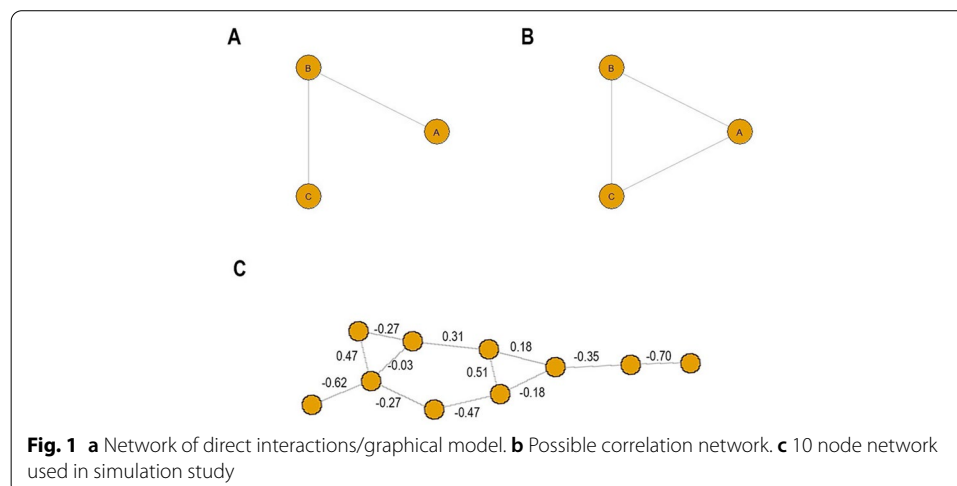 A
B
B
B
A
A
C
C
C
-0.27
0.31
0.18
-0.35
-0.70
0.47
-0.03
0.51
-0.62
-0.27
-0.47
-0.18
Fig. 1 a Network of direct interactions/graphical model. b Possible correlation network. c 10 node network
used in simulation study